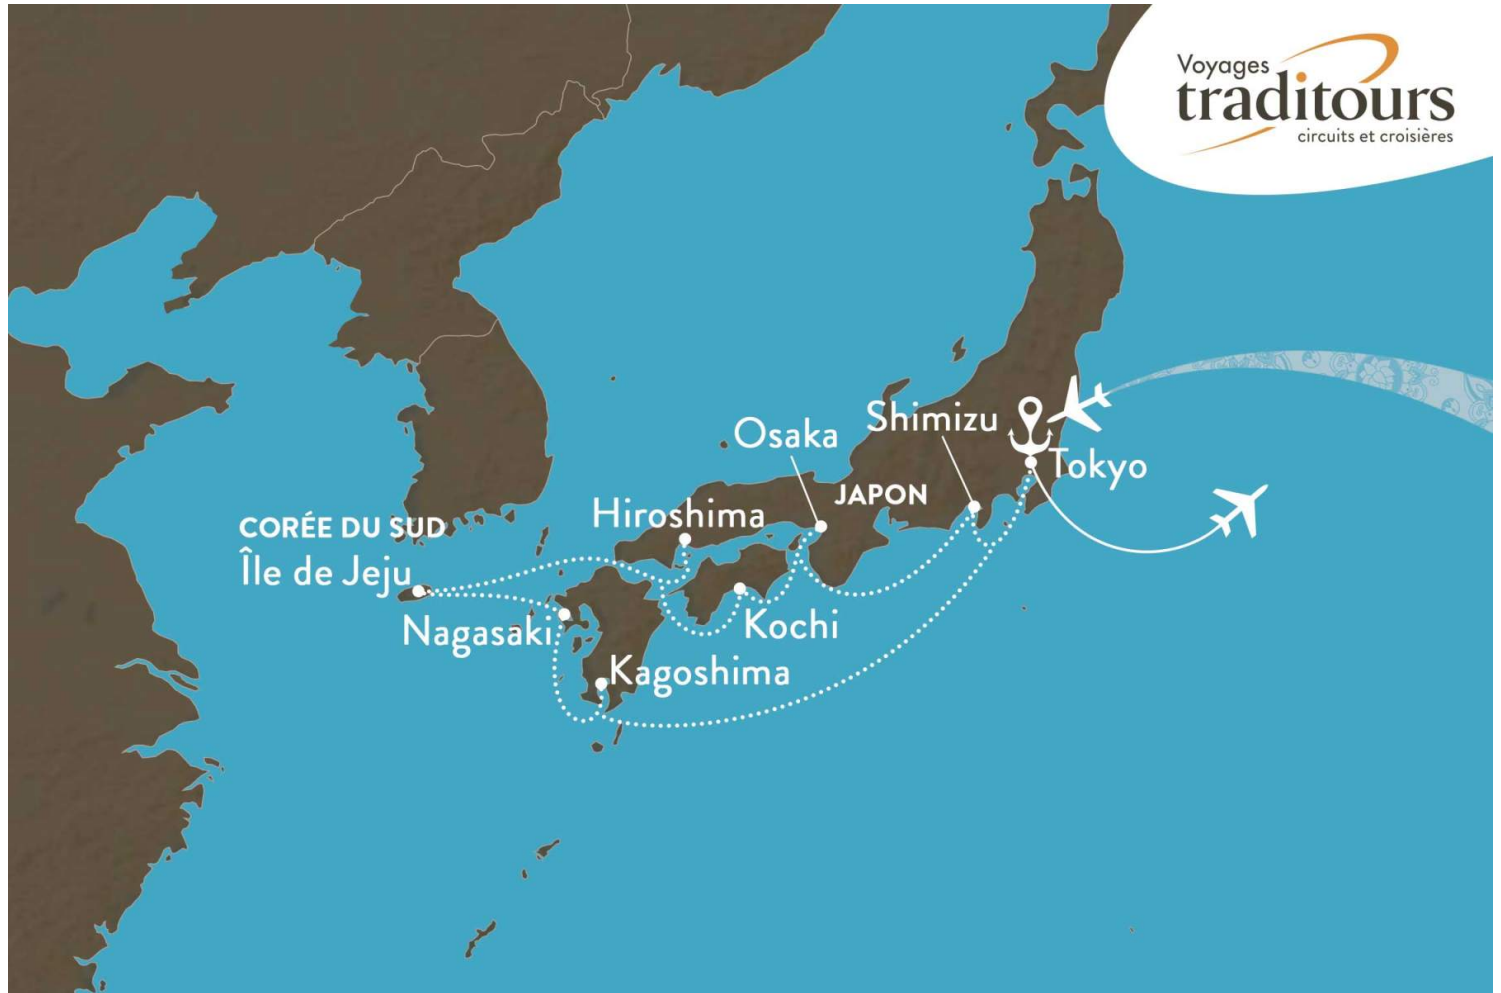 Voyages
traditours
circuits et croisières
Shimizu
Osaka
Tokyo
JAPON
Hiroshima
CORÉE DU SUD
Île de Jeju
Nagasaki
Kochi
Kagoshima